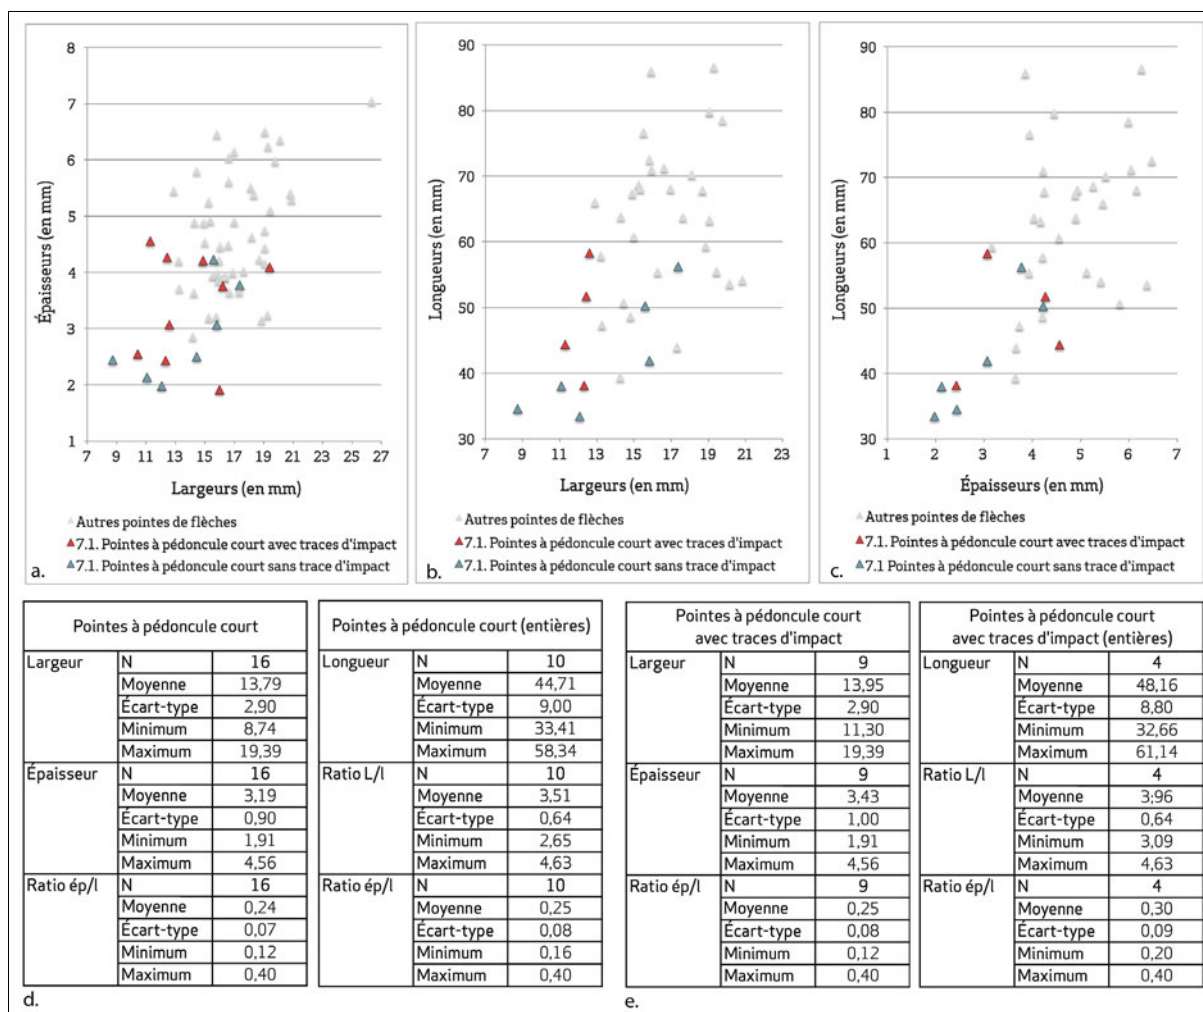 8
7
6
5
4
3
2
1
Épaisseurs (en mm)
7 9 11 13 15 17 19 21 23 25 27
Largeurs (en mm)
Autres pointes de flèches
7.1. Pointes à pédoncule court avec traces d'impact
7.1. Pointes à pédoncule court sans trace d'impact
a.
90
80
70
60
50
40
30
Longueurs (en mm)
7 9 11 13 15 17 19 21 23
Largeurs (en mm)
Autres pointes de flèches
7.1. Pointes à pédoncule court avec traces d'impact
7.1. Pointes à pédoncule court sans trace d'impact
b.
90
80
70
60
50
40
30
Longueurs (en mm)
1 2 3 4 5 6 7
Épaisseurs (en mm)
Autres pointes de flèches
7.1. Pointes à pédoncule court avec traces d'impact
7.1 Pointes à pédoncule court sans trace d'impact
c.
Pointes à pédoncule court
Largeur N 16
Moyenne 13,79
Écart-type 2,90
Minimum 8,74
Maximum 19,39
Épaisseur N 16
Moyenne 3,19
Écart-type 0,90
Minimum 1,91
Maximum 4,56
Ratio ép/l N 16
Moyenne 0,24
Écart-type 0,07
Minimum 0,12
Maximum 0,40
Pointes à pédoncule court (entières)
Longueur N 10
Moyenne 44,71
Écart-type 9,00
Minimum 33,41
Maximum 58,34
Ratio L/l N 10
Moyenne 3,51
Écart-type 0,64
Minimum 2,65
Maximum 4,63
Ratio ép/l N 10
Moyenne 0,25
Écart-type 0,08
Minimum 0,16
Maximum 0,40
d.
Pointes à pédoncule court
avec traces d'impact
Largeur N 9
Moyenne 13,95
Écart-type 2,90
Minimum 11,30
Maximum 19,39
Épaisseur N 9
Moyenne 3,43
Écart-type 1,00
Minimum 1,91
Maximum 4,56
Ratio ép/l N 9
Moyenne 0,25
Écart-type 0,08
Minimum 0,12
Maximum 0,40
Pointes à pédoncule court
avec traces d'impact (entières)
Longueur N 4
Moyenne 48,16
Écart-type 8,80
Minimum 32,66
Maximum 61,14
Ratio L/l N 4
Moyenne 3;96
Écart-type 0,64
Minimum 3,09
Maximum 4,63
Ratio ép/l N 4
Moyenne 0,30
Écart-type 0,09
Minimum 0,20
Maximum 0,40
e.